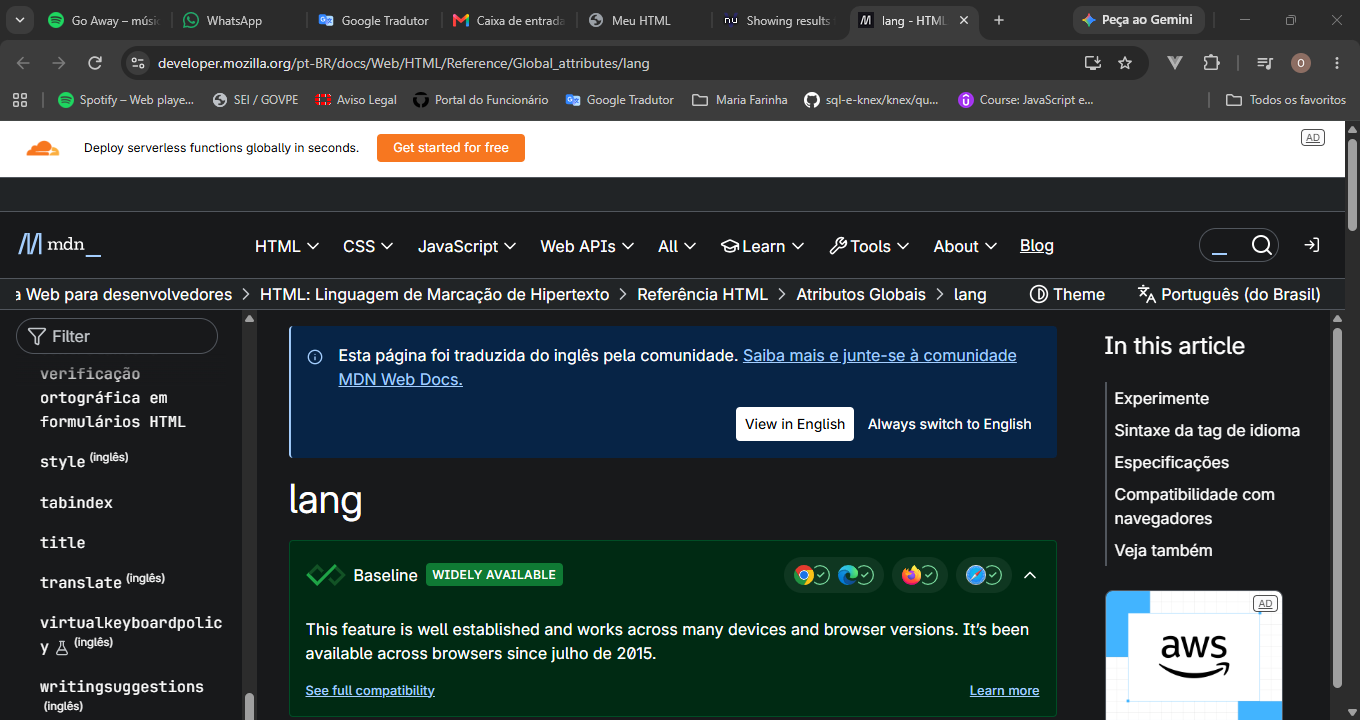 Go Away – músi
WhatsApp
Google Tradutor
Caixa de entrada
Meu HTML
Showing results
lang - HTML
Peça ao Gemini
developer.mozilla.org/pt-BR/docs/Web/HTML/Reference/Global_attributes/lang
O
Spotify – Web playe...
SEI / GOVPE
Aviso Legal
Portal do Funcionário
Google Tradutor
Maria Farinha
sql-e-knex/knex/qu...
Course: JavaScript e...
Todos os favoritos
Deploy serverless functions globally in seconds.
Get started for free
AD
mdn_
HTML
CSS
JavaScript
Web APIs
All
Learn
Tools
About
Blog
a Web para desenvolvedores > HTML: Linguagem de Marcação de Hipertexto > Referência HTML > Atributos Globais > lang
Theme
Português (do Brasil)
Filter
verificação
ortográfica em
formulários HTML
style (inglês)
tabindex
title
translate (inglês)
virtualkeyboardpolic
y (inglês)
writingsuggestions
(inglês)
Esta página foi traduzida do inglês pela comunidade. Saiba mais e junte-se à comunidade
MDN Web Docs.
View in English
Always switch to English
lang
Baseline
WIDELY AVAILABLE
This feature is well established and works across many devices and browser versions. It's been
available across browsers since julho de 2015.
See full compatibility
Learn more
In this article
Experimente
Sintaxe da tag de idioma
Especificações
Compatibilidade com
navegadores
Veja também
AD
aws